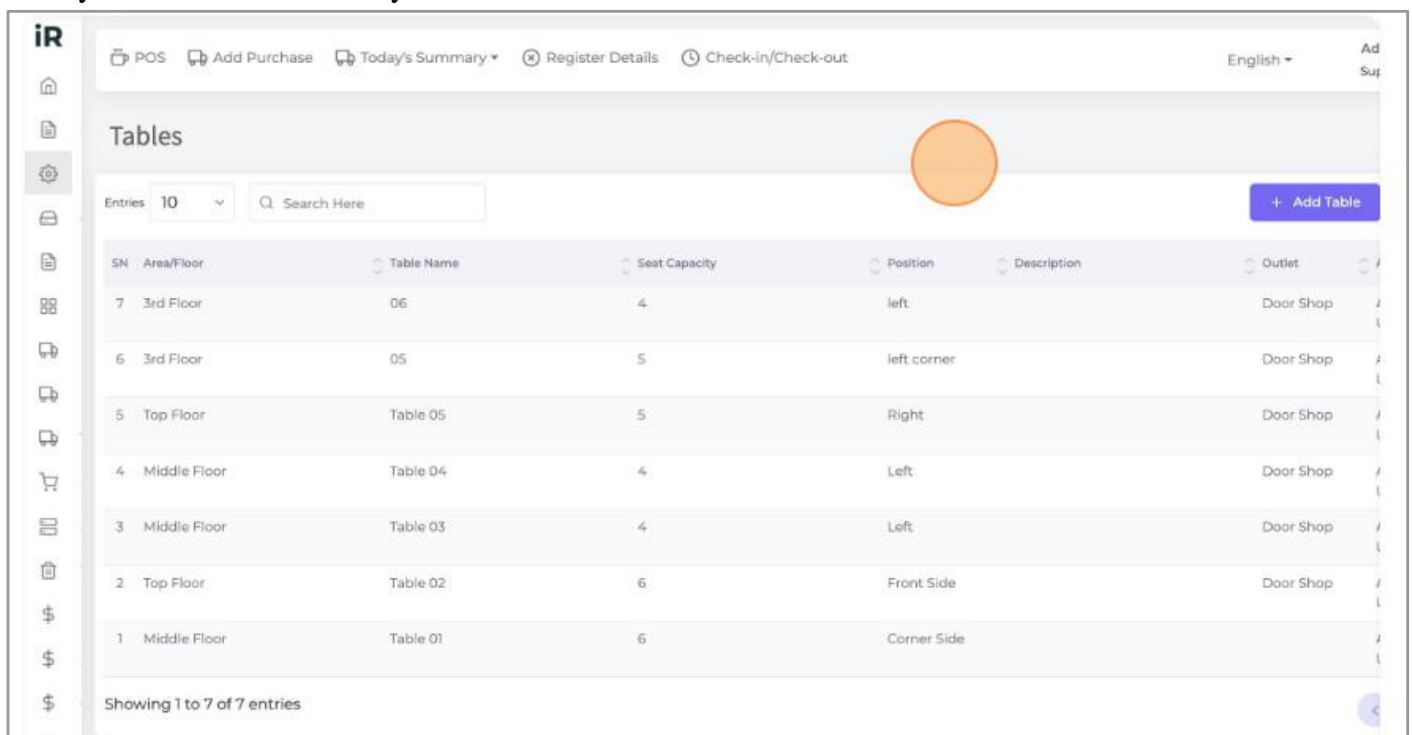 iR
POS Add Purchase Today's Summary Register Details Check-in/Check-out English Ad
Sup
Tables
Entries 10 Search Here + Add Table
SN Area/Floor Table Name Seat Capacity Position Description Outlet
7 3rd Floor 06 4 left Door Shop
6 3rd Floor 05 5 left corner Door Shop
5 Top Floor Table 05 5 Right Door Shop
4 Middle Floor Table 04 4 Left Door Shop
3 Middle Floor Table 03 4 Left Door Shop
2 Top Floor Table 02 6 Front Side Door Shop
1 Middle Floor Table 01 6 Corner Side
Showing 1 to 7 of 7 entries